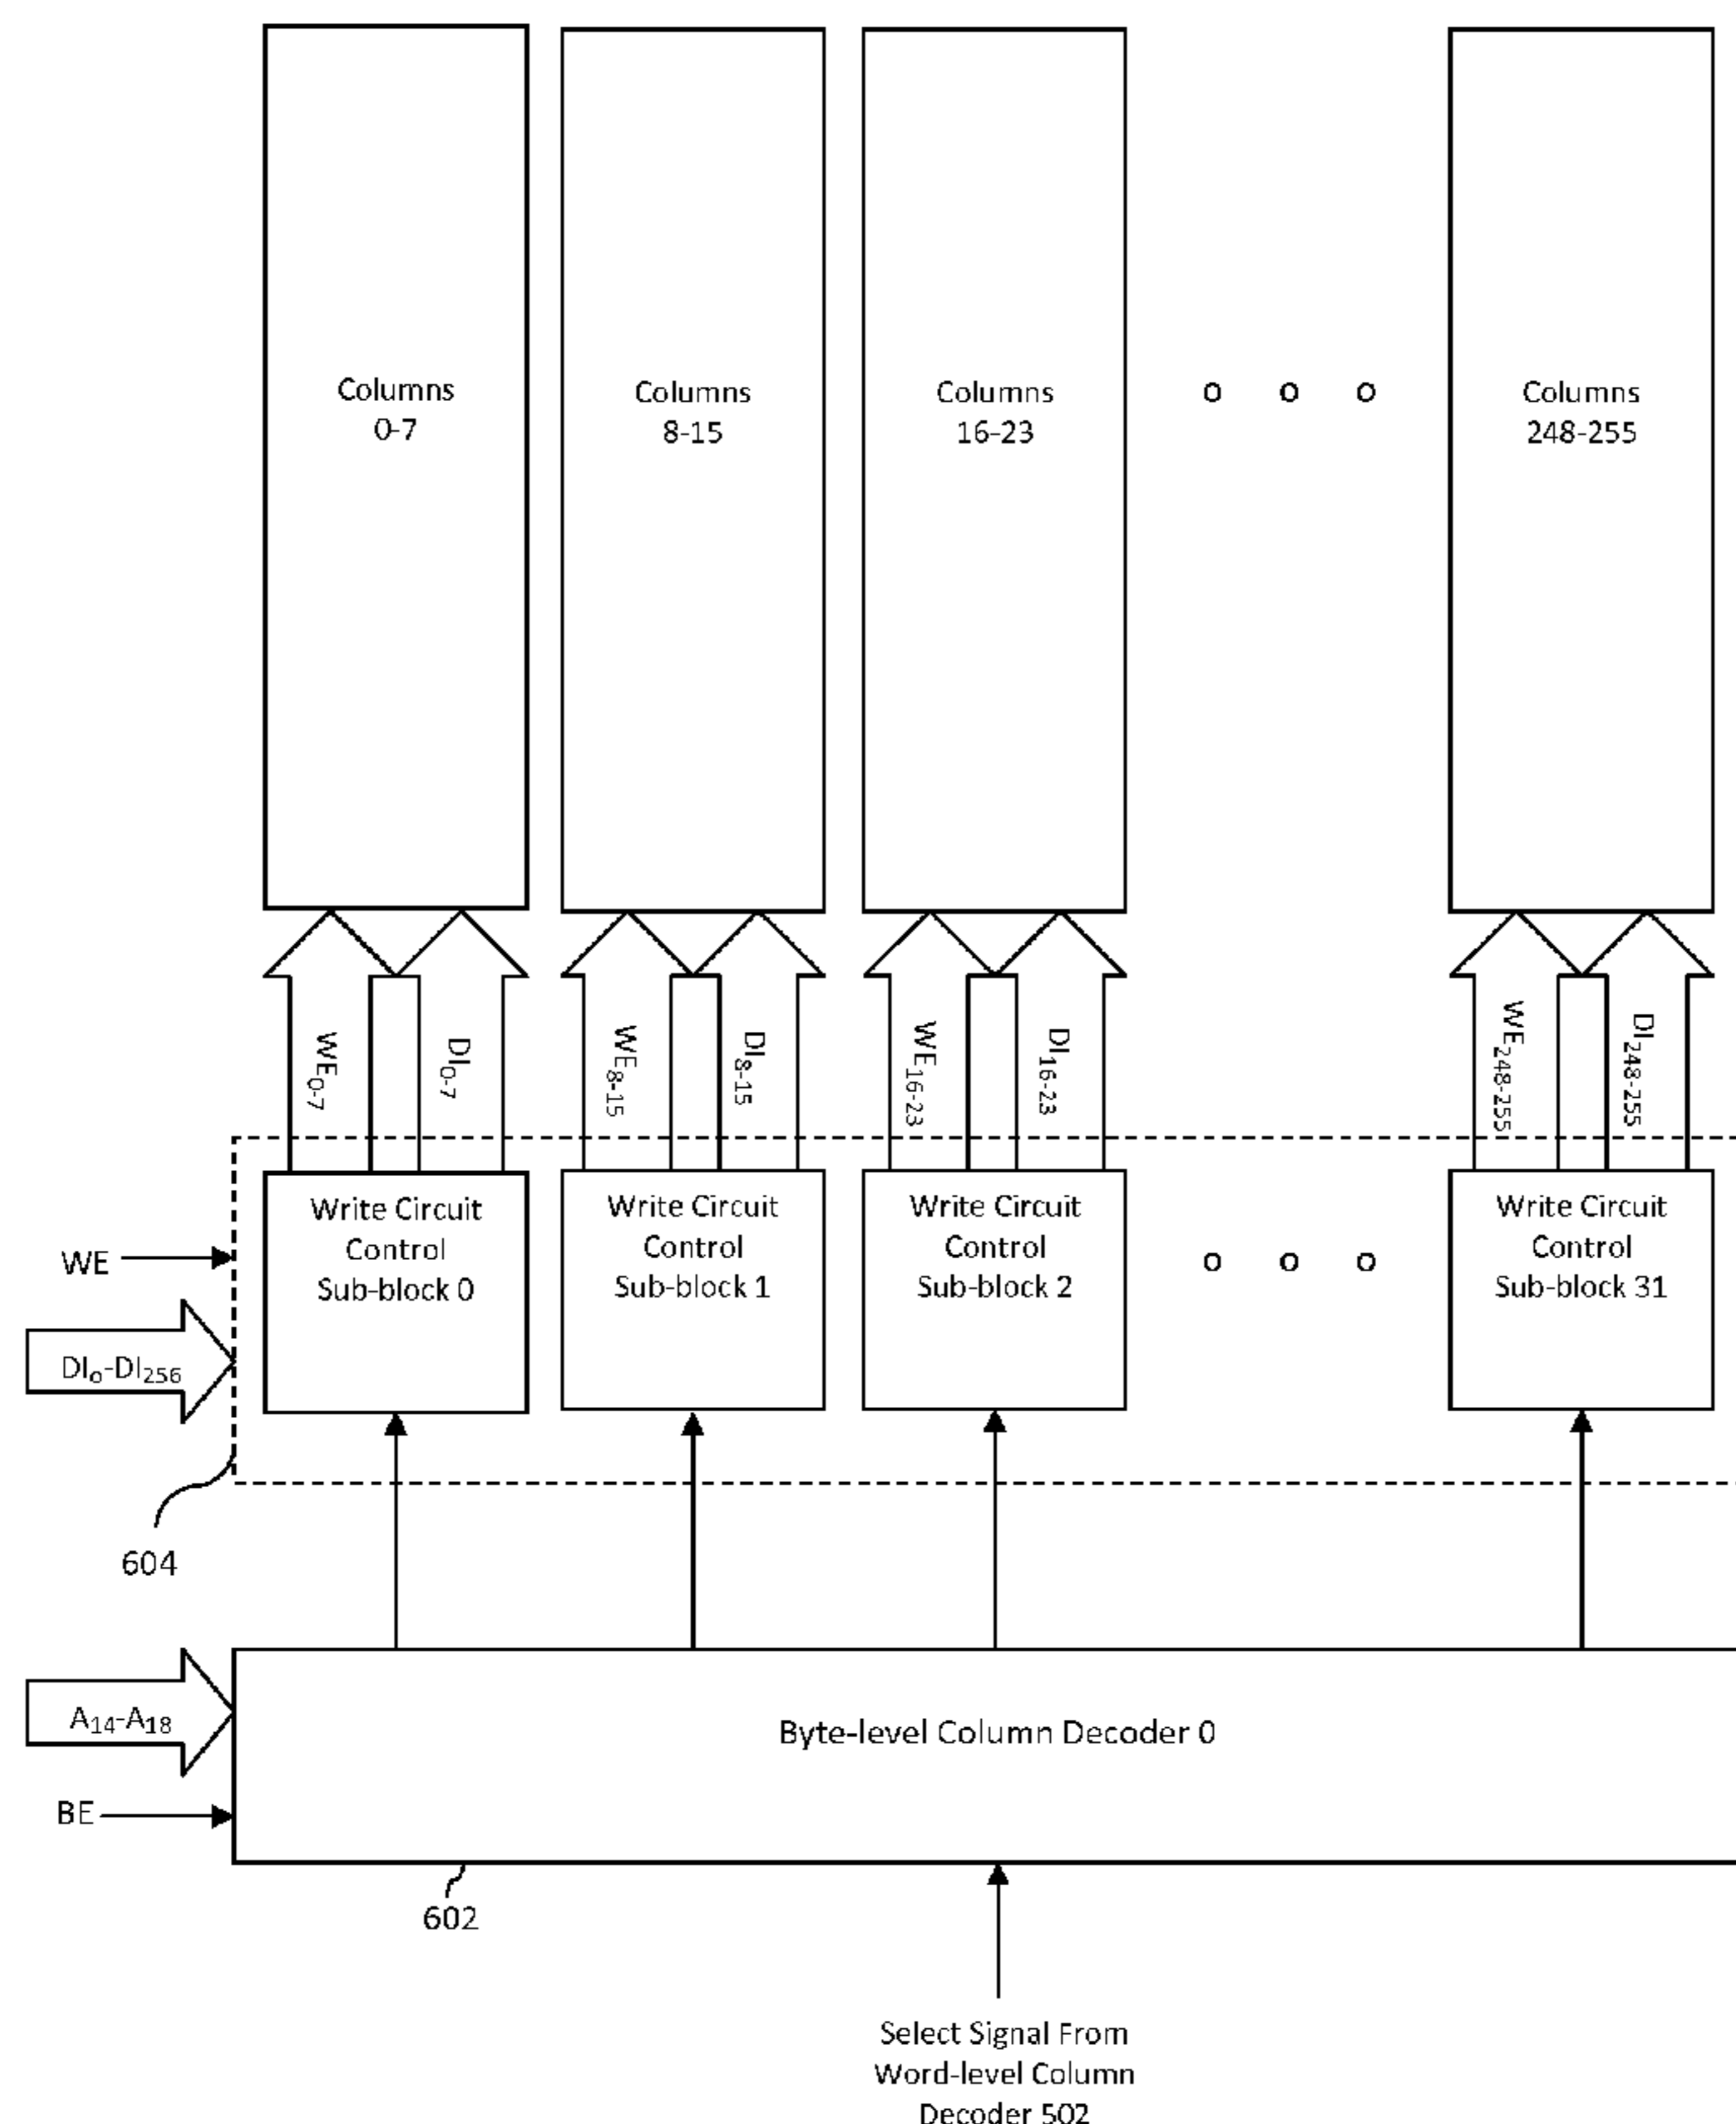 Columns
0-7
Columns
8-15
Columns
16-23
o o o
Columns
248-255
WE0-7
DI0-7
WE8-15
DI8-15
WE16-23
DI16-23
WE248-255
DI248-255
WE
DIo-DI256
Write Circuit
Control
Sub-block 0
Write Circuit
Control
Sub-block 1
Write Circuit
Control
Sub-block 2
o o o
Write Circuit
Control
Sub-block 31
604
A14-A18
BE
Byte-level Column Decoder 0
602
Select Signal From
Word-level Column
Decoder 502